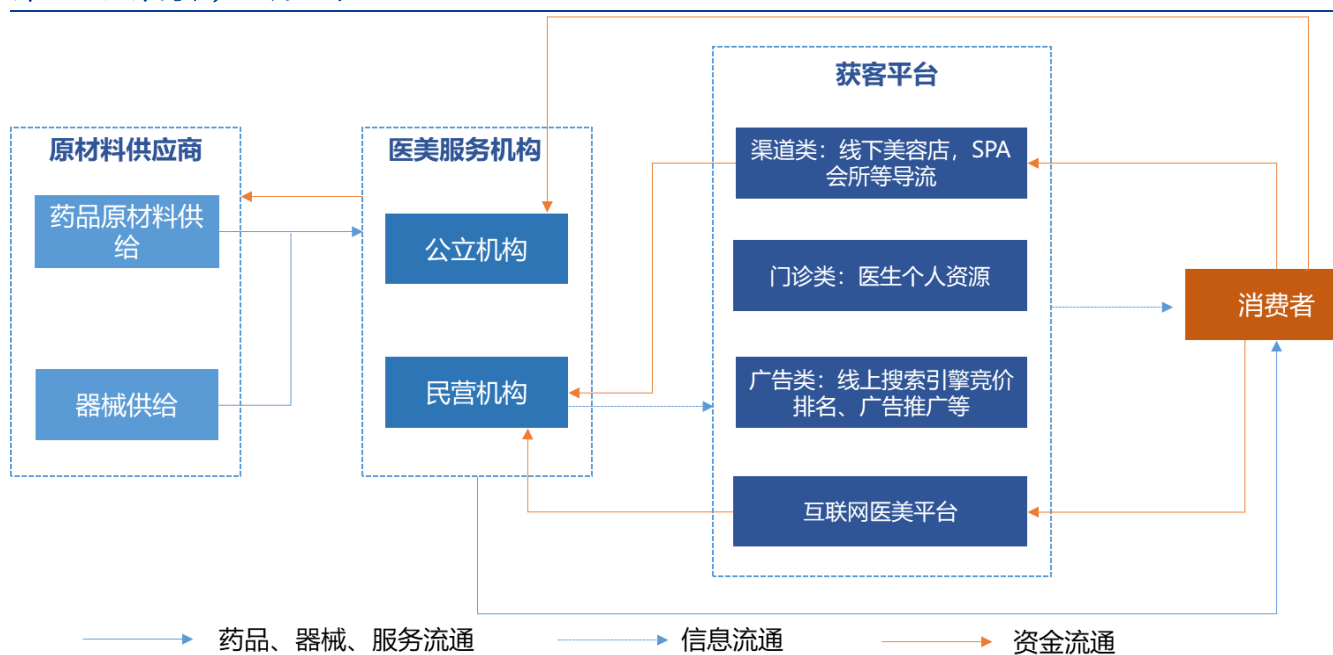 获客平台
原材料供应商
医美服务机构
渠道类：线下美容店，SPA
会所等导流
药品原材料供
给
公立机构
门诊类：医生个人资源
消费者
民营机构
广告类：线上搜索引擎竞价
排名、广告推广等
器械供给
互联网医美平台
药品、器械、服务流通
信息流通
资金流通